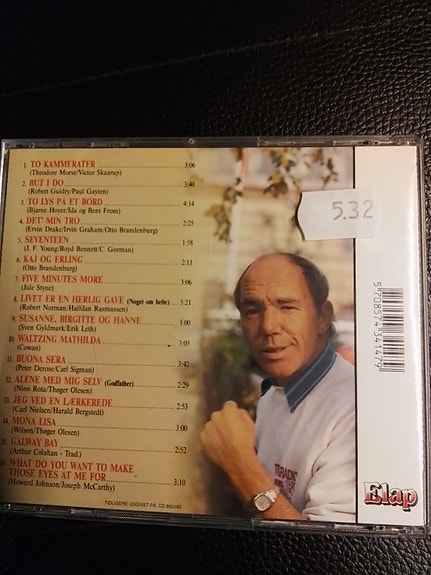 1. TO KAMMERATER 3:06
(Theodore Morse/Victor Skaarup)
2. BUT I DO 3:40
(Robert Guidry/Paul Gayten)
3. TO LYS PÅ ET BORD 4:14
(Bjarne Hoyer/Ida og Bent From)
4. DET' MIN TRO 2:25
(Ervin Drake/Irvin Graham/Otto Brandenburg)
5. SEVENTEEN 1:58
(J. F. Young/Boyd Bennett/C. Gorman)
6. KAJ OG ERLING 2:11
(Otto Brandenburg)
7. FIVE MINUTES MORE 3:06
(Jule Styne)
8. LIVET ER EN HERLIG GAVE (Noget om helte) 5:21
(Robert Norman/Halfdan Rasmussen)
9. SUSANNE, BIRGITTE OG HANNE 3:00
(Sven Gyldmark/Erik Leth)
10. WALTZING MATHILDA 3:05
(Cowan)
11. BUONA SERA 3:02
(Peter Derose/Carl Sigman)
12. ALENE MED MIG SELV (Godfather) 2:29
(Nino Rota/Thøger Olesen)
13. JEG VED EN LÆRKEREDE 2:53
(Carl Nielsen/Harald Bergstedt)
14. MONA LISA 3:00
(Wilson/Thøger Olesen)
15. GALWAY BAY 2:52
(Arthur Colahan - Trad.)
WHAT DO YOU WANT TO MAKE
THOSE EYES AT ME FOR 3:10
(Howard Johnson/Joseph McCarthy)
TIDLIGERE UDGIVET PÅ CD
5.32
5708574341479
Elap